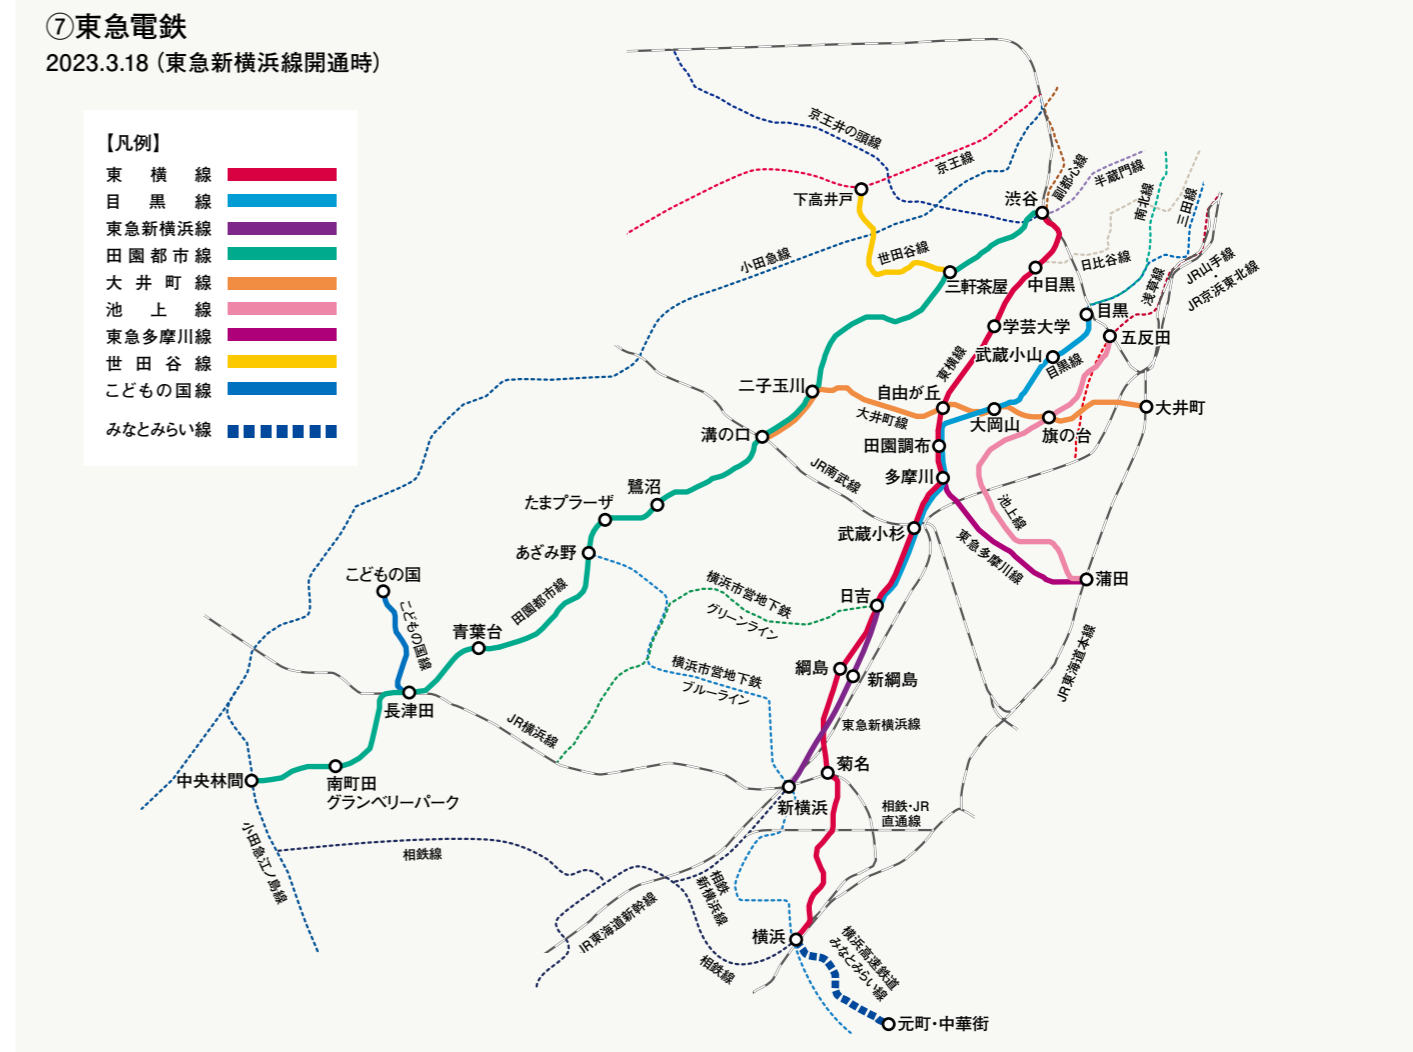 ⑦東急電鉄
2023.3.18（東急新横浜線開通時）
【凡例】
東横線
目黒線
東急新横浜線
田園都市線
大井町線
池上線
東急多摩川線
世田谷線
こどもの国線
みなとみらい線
京王井の頭線
京王線
下高井戸
渋谷
副都心線
半蔵門線
南北線
三田線
小田急線
世田谷線
三軒茶屋
中目黒
日比谷線
浅草線
JR山手線
・
JR京浜東北線
目黒
学芸大学
五反田
武蔵小山
目黒線
東横線
二子玉川
自由が丘
大井町線
大岡山
旗の台
大井町
溝の口
田園調布
JR南武線
多摩川
鷺沼
たまプラーザ
池上線
武蔵小杉
東急多摩川線
あざみ野
蒲田
こどもの国
こどもの国線
田園都市線
横浜市営地下鉄
グリーンライン
日吉
青葉台
横浜市営地下鉄
ブルーライン
綱島
新綱島
JR東海道本線
長津田
JR横浜線
東急新横浜線
中央林間
南町田
グランベリーパーク
菊名
新横浜
相鉄・JR
直通線
小田急江ノ島線
相鉄線
相鉄
新横浜線
JR東海道新幹線
相鉄線
横浜
横浜高速鉄道
みなとみらい線
元町・中華街